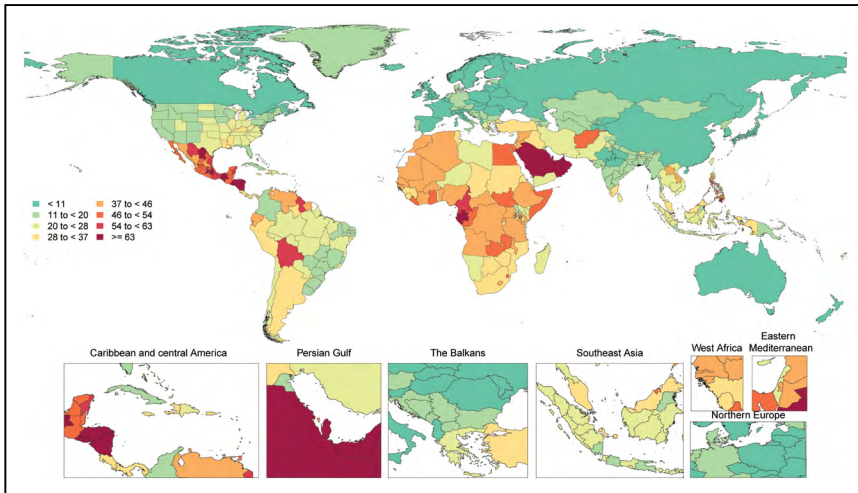 < 11
11 to < 20
20 to < 28
28 to < 37
37 to < 46
46 to < 54
54 to < 63
>= 63
Caribbean and central America
Persian Gulf
The Balkans
Southeast Asia
West Africa
Eastern
Mediterranean
Northern Europe